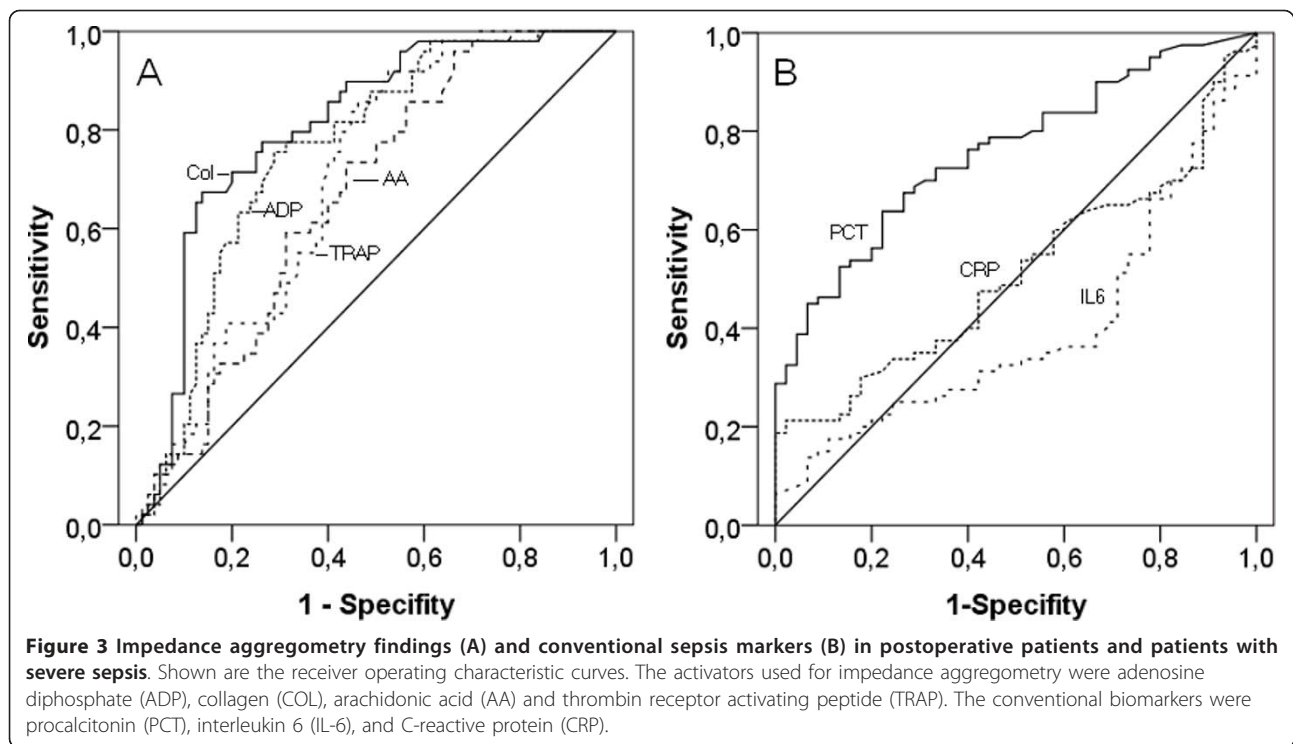 A
1,0
0,8
0,6
0,4
0,2
0,0
Sensitivity
Col
ADP
AA
TRAP
0,0 0,2 0,4 0,6 0,8 1,0
1 - Specifity
B
1,0
0,8
0,6
0,4
0,2
0,0
Sensitivity
PCT
CRP
IL6
0,0 0,2 0,4 0,6 0,8 1,0
1-Specifity
Figure 3 Impedance aggregometry findings (A) and conventional sepsis markers (B) in postoperative patients and patients with
severe sepsis. Shown are the receiver operating characteristic curves. The activators used for impedance aggregometry were adenosine
diphosphate (ADP), collagen (COL), arachidonic acid (AA) and thrombin receptor activating peptide (TRAP). The conventional biomarkers were
procalcitonin (PCT), interleukin 6 (IL-6), and C-reactive protein (CRP).